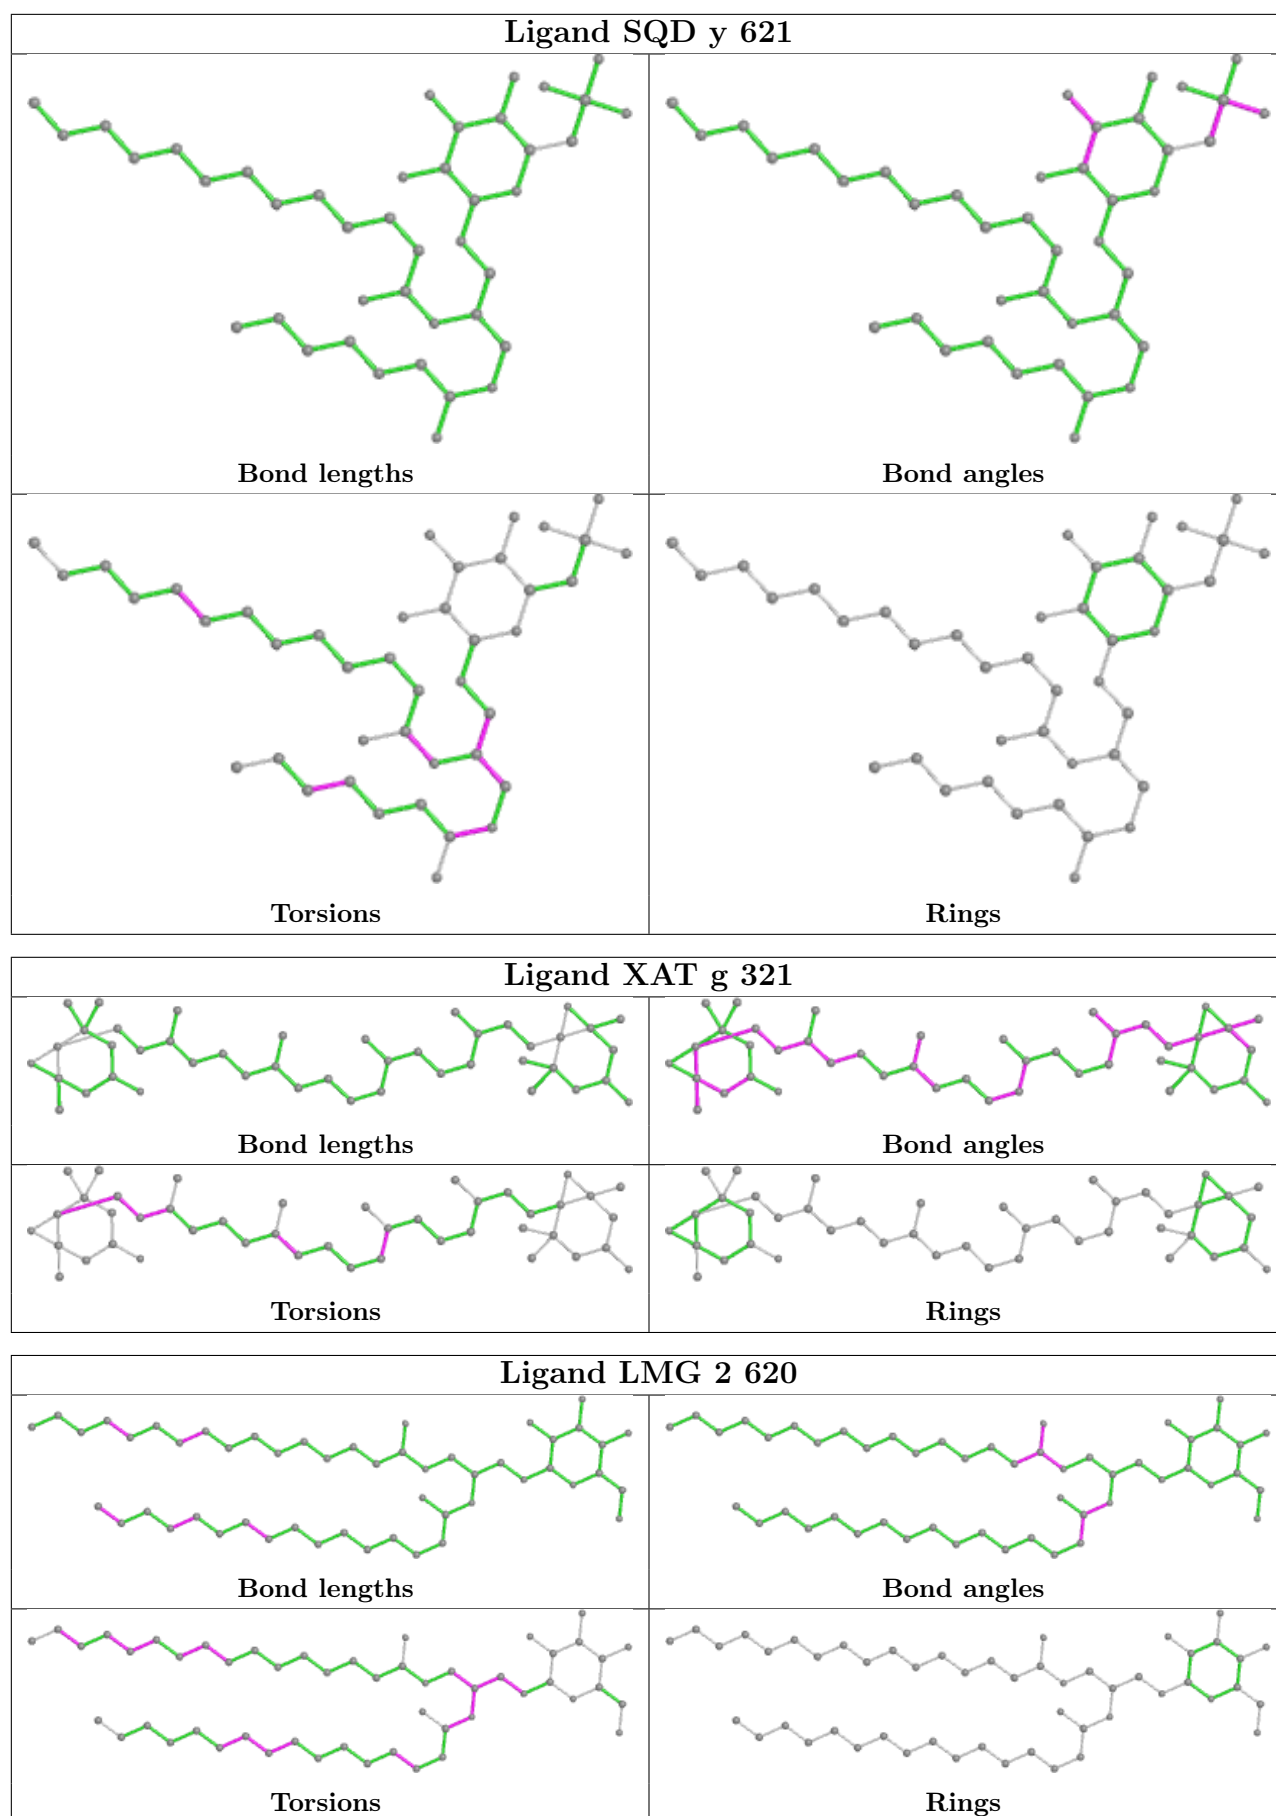 Ligand SQD y 621
Bond lengths
Bond angles
Torsions
Rings
Ligand XAT g 321
Bond lengths
Bond angles
Torsions
Rings
Ligand LMG 2 620
Bond lengths
Bond angles
Torsions
Rings